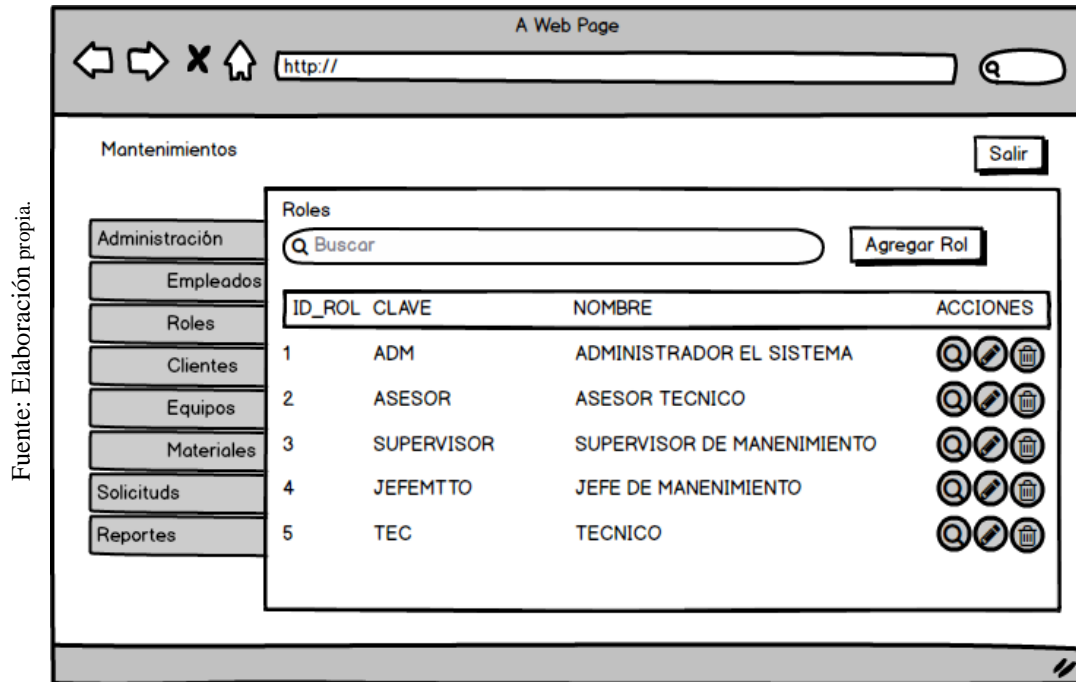 A Web Page
http://
Mantenimientos
Salir
Administración
Empleados
Roles
Clientes
Equipos
Materiales
Solicituds
Reportes
Roles
Buscar
Agregar Rol
ID_ROL CLAVE NOMBRE ACCIONES
1 ADM ADMINISTRADOR EL SISTEMA
2 ASESOR ASESOR TECNICO
3 SUPERVISOR SUPERVISOR DE MANENIMIENTO
4 JEFEMTTO JEFE DE MANENIMIENTO
5 TEC TECNICO
Fuente: Elaboración propia.